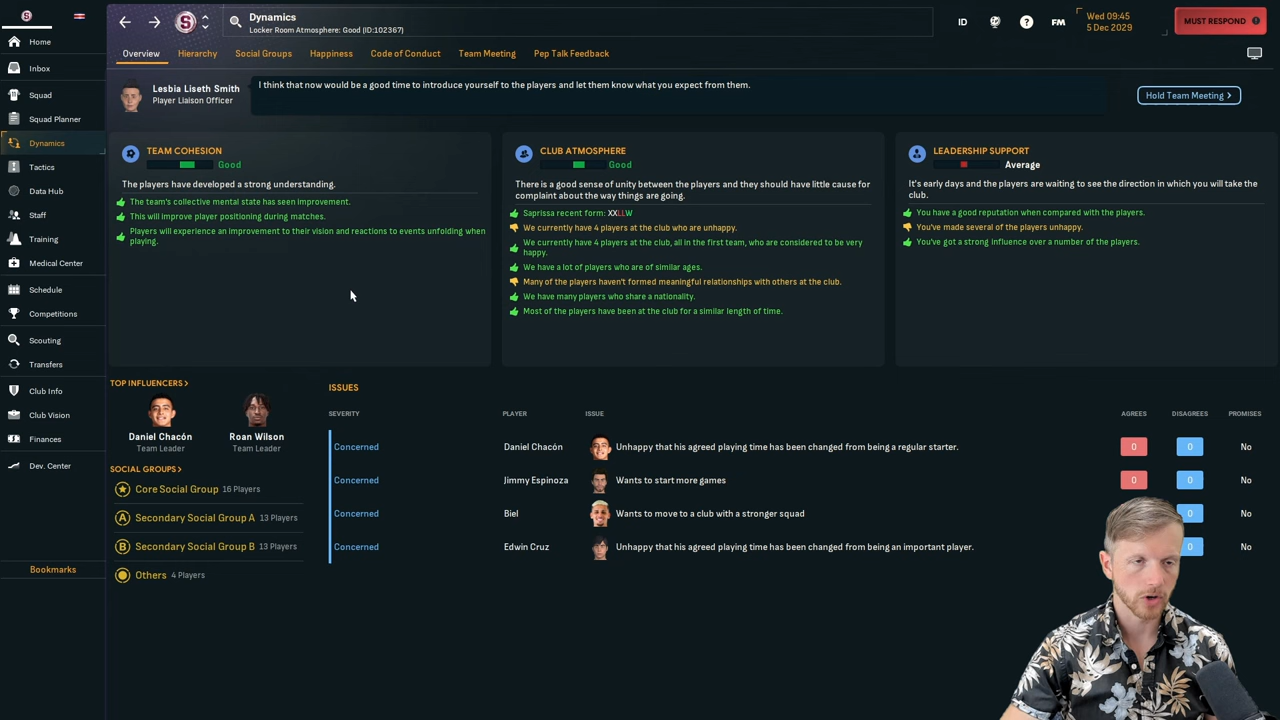 S
Dynamics
Locker Room Atmosphere: Good (ID:102367)
ID
?
FM
Wed 09:45
5 Dec 2029
MUST RESPOND
Home
Inbox
Squad
Squad Planner
Dynamics
Tactics
Data Hub
Staff
Training
Medical Center
Schedule
Competitions
Scouting
Transfers
Club Info
Club Vision
Finances
Dev. Center
Bookmarks
Overview
Hierarchy
Social Groups
Happiness
Code of Conduct
Team Meeting
Pep Talk Feedback
Lesbia Liseth Smith
Player Liaison Officer
I think that now would be a good time to introduce yourself to the players and let them know what you expect from them.
Hold Team Meeting >
TEAM COHESION
Good
The players have developed a strong understanding.
The team's collective mental state has seen improvement.
This will improve player positioning during matches.
Players will experience an improvement to their vision and reactions to events unfolding when
playing.
CLUB ATMOSPHERE
Good
There is a good sense of unity between the players and they should have little cause for
complaint about the way things are going.
Saprissa recent form: XXLLW
We currently have 4 players at the club who are unhappy.
We currently have 4 players at the club, all in the first team, who are considered to be very
happy.
We have a lot of players who are of similar ages.
Many of the players haven't formed meaningful relationships with others at the club.
We have many players who share a nationality.
Most of the players have been at the club for a similar length of time.
LEADERSHIP SUPPORT
Average
It's early days and the players are waiting to see the direction in which you will take the
club.
You have a good reputation when compared with the players.
You've made several of the players unhappy.
You've got a strong influence over a number of the players.
TOP INFLUENCERS >
Daniel Chacón
Team Leader
Roan Wilson
Team Leader
SOCIAL GROUPS >
Core Social Group 16 Players
A Secondary Social Group A 13 Players
B Secondary Social Group B 13 Players
Others 4 Players
ISSUES
SEVERITY PLAYER ISSUE AGREES DISAGREES PROMISES
Concerned Daniel Chacón Unhappy that his agreed playing time has been changed from being a regular starter. 0 0 No
Concerned Jimmy Espinoza Wants to start more games 0 0 No
Concerned Biel Wants to move to a club with a stronger squad 0 No
Concerned Edwin Cruz Unhappy that his agreed playing time has been changed from being an important player. 0 No